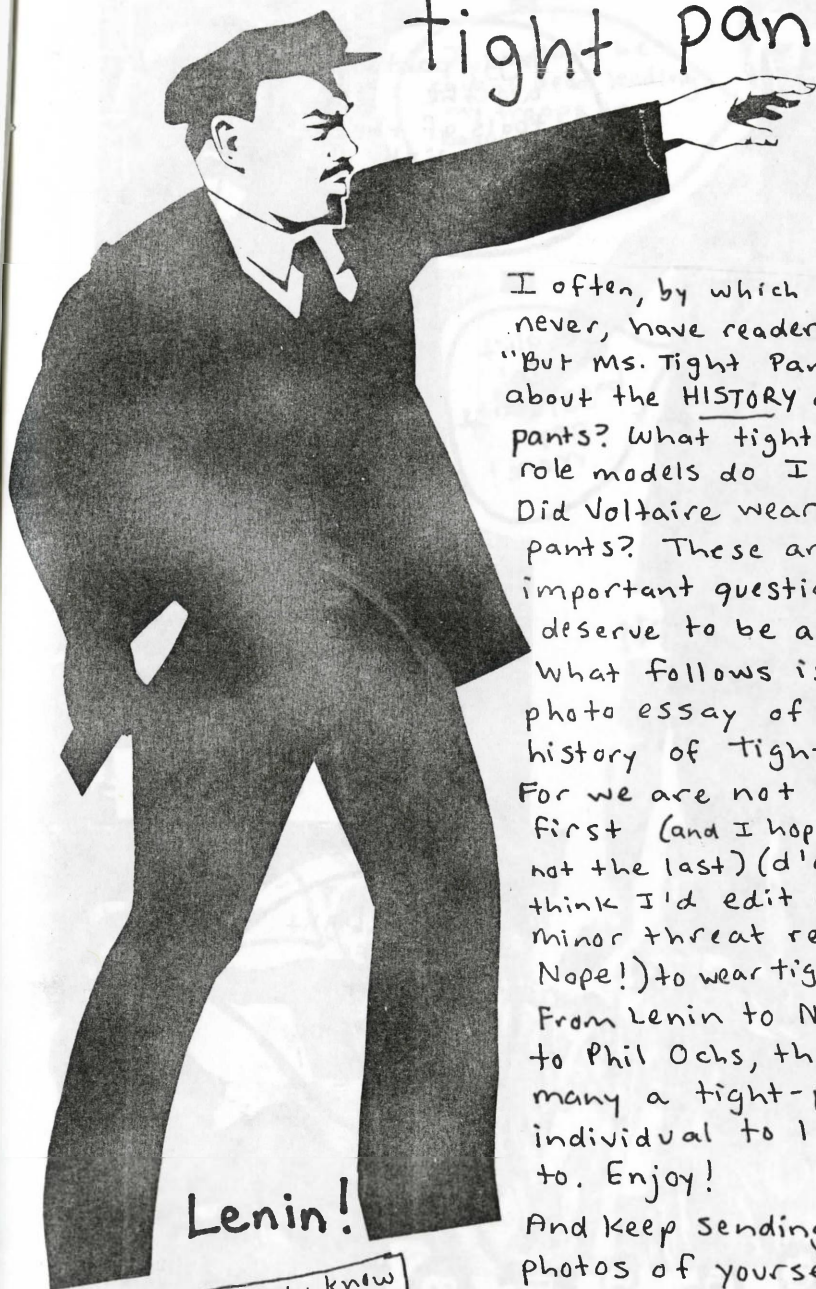 tight pan
I often, by which
never, have reader
"But Ms. Tight Par
about the HISTORY
pants? What tight
role models do I
Did Voltaire wear
pants? These ar
important questi
deserve to be a
What follows is
photo essay of
history of Tight
For we are not
first (and I hop
not the last) (d'
think I'd edit
minor threat re
Nope!) to wear tig
From Lenin to N
to Phil Ochs, th
many a tight-p
individual to l
to. Enjoy!
And keep sending
photos of yourse
Lenin!
know